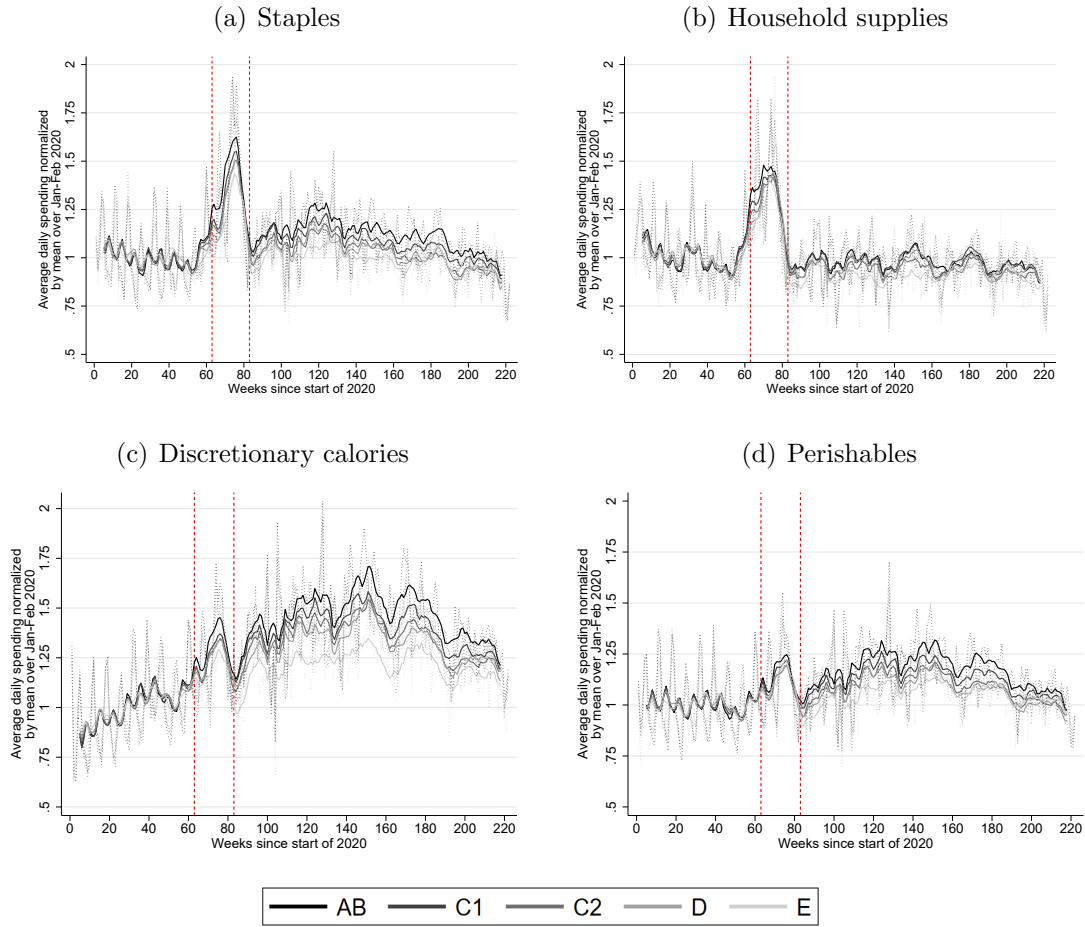 (a) Staples
Average daily spending normalized
by mean over Jan-Feb 2020
2
1.75
1.5
1.25
1
.75
.5
0 20 40 60 80 100 120 140 160 180 200 220
Weeks since start of 2020
(b) Household supplies
Average daily spending normalized
by mean over Jan-Feb 2020
2
1.75
1.5
1.25
1
.75
.5
0 20 40 60 80 100 120 140 160 180 200 220
Weeks since start of 2020
(c) Discretionary calories
Average daily spending normalized
by mean over Jan-Feb 2020
2
1.75
1.5
1.25
1
.75
.5
0 20 40 60 80 100 120 140 160 180 200 220
Weeks since start of 2020
(d) Perishables
Average daily spending normalized
by mean over Jan-Feb 2020
2
1.75
1.5
1.25
1
.75
.5
0 20 40 60 80 100 120 140 160 180 200 220
Weeks since start of 2020
AB C1 C2 D E